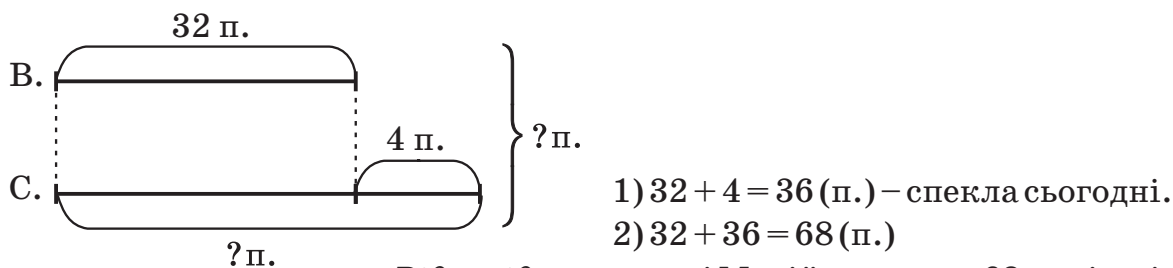 32 п.
В.
4 п.
? п.
С.
1) 32 + 4 = 36 (п.) – спекла сьогодні.
2) 32 + 36 = 68 (п.)
? п.